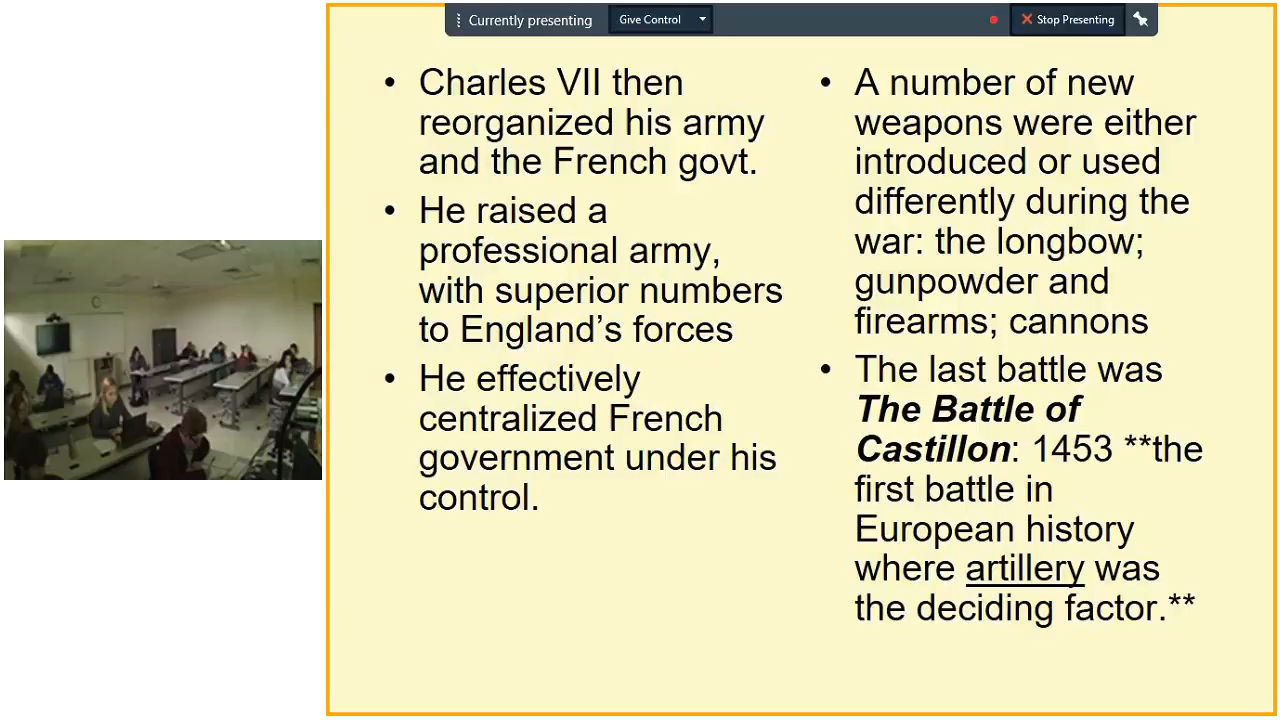 Currently presenting
Give Control
Stop Presenting
• Charles VII then
reorganized his army
and the French govt.
• He raised a
professional army,
with superior numbers
to England’s forces
• He effectively
centralized French
government under his
control.
• A number of new
weapons were either
introduced or used
differently during the
war: the longbow;
gunpowder and
firearms; cannons
• The last battle was
The Battle of
Castillon: 1453 **the
first battle in
European history
where artillery was
the deciding factor.**